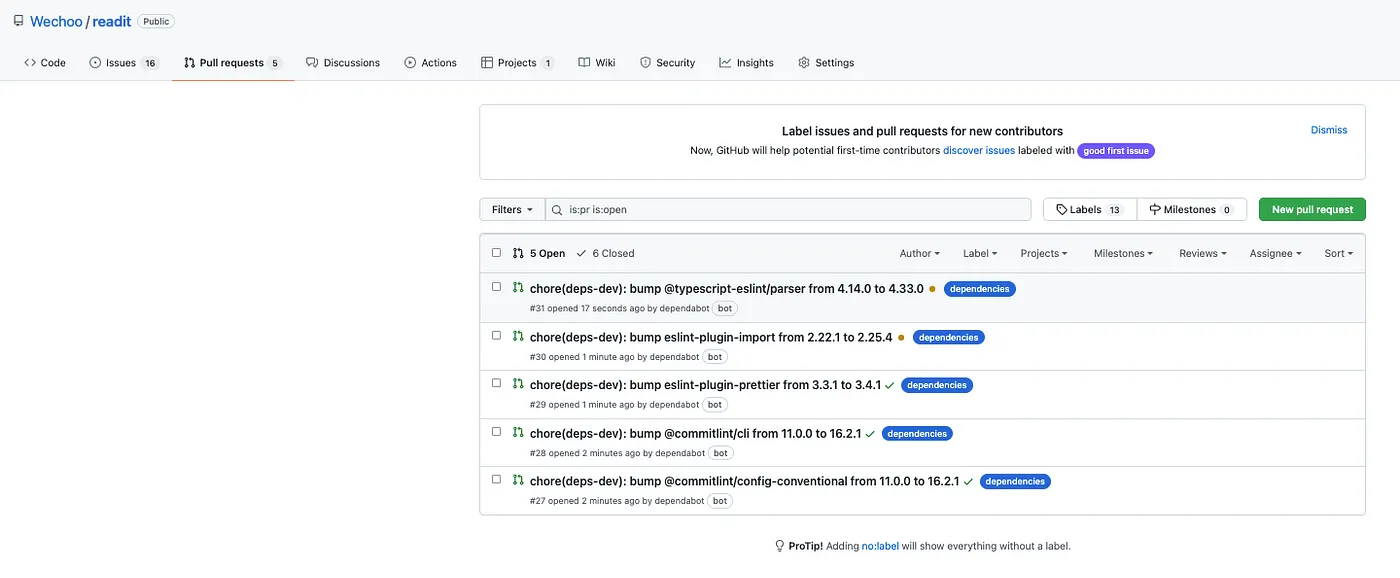 Wechoo / readit Public
Code Issues 16 Pull requests 5 Discussions Actions Projects 1 Wiki Security Insights Settings
Label issues and pull requests for new contributors
Dismiss
Now, GitHub will help potential first-time contributors discover issues labeled with good first issue
Filters is:pr is:open Labels 13 Milestones 0 New pull request
5 Open 6 Closed Author Label Projects Milestones Reviews Assignee Sort
chore(deps-dev): bump @typescript-eslint/parser from 4.14.0 to 4.33.0 dependencies
#31 opened 17 seconds ago by dependabot bot
chore(deps-dev): bump eslint-plugin-import from 2.22.1 to 2.25.4 dependencies
#30 opened 1 minute ago by dependabot bot
chore(deps-dev): bump eslint-plugin-prettier from 3.3.1 to 3.4.1 dependencies
#29 opened 1 minute ago by dependabot bot
chore(deps-dev): bump @commitlint/cli from 11.0.0 to 16.2.1 dependencies
#28 opened 2 minutes ago by dependabot bot
chore(deps-dev): bump @commitlint/config-conventional from 11.0.0 to 16.2.1 dependencies
#27 opened 2 minutes ago by dependabot bot
ProTip! Adding no:label will show everything without a label.